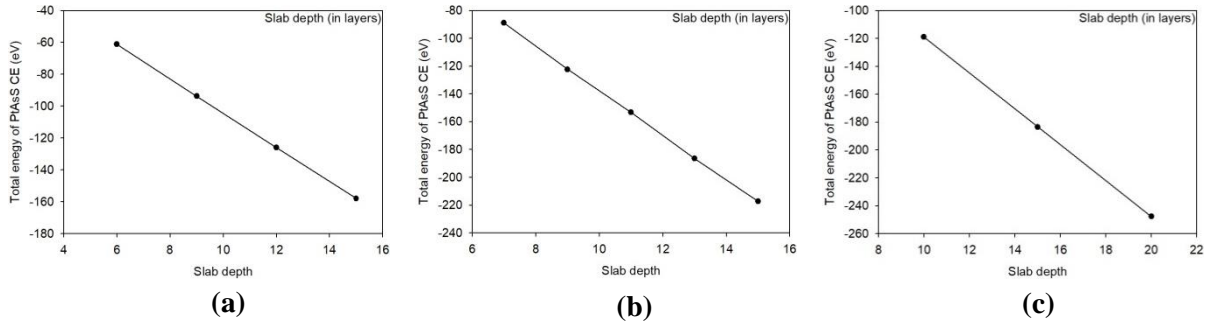 Slab depth (in layers)
Total enegy of PtAsS CE (eV)
-40
-60
-80
-100
-120
-140
-160
-180
4 6 8 10 12 14 16
Slab depth
(a)
Slab depth (in layers)
Total enegy of PtAsS CE (eV)
-80
-100
-120
-140
-160
-180
-200
-220
-240
6 8 10 12 14 16
Slab depth
(b)
Slab depth (in layers)
Total enegy of PtAsS CE (eV)
-100
-120
-140
-160
-180
-200
-220
-240
-260
8 10 12 14 16 18 20 22
Slab depth
(c)